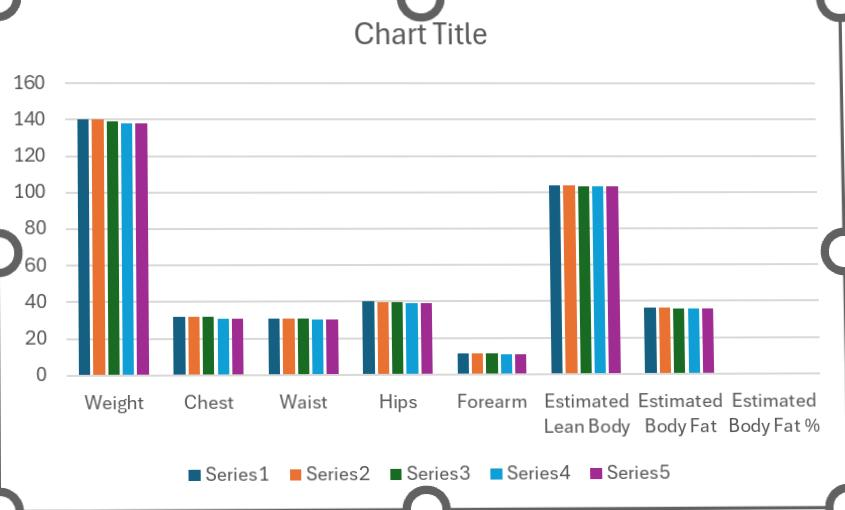 Chart Title
160
140
120
100
80
60
40
20
0
Weight
Chest
Waist
Hips
Forearm
Estimated
Lean Body
Estimated
Body Fat
Estimated
Body Fat %
Series1
Series2
Series3
Series4
Series5